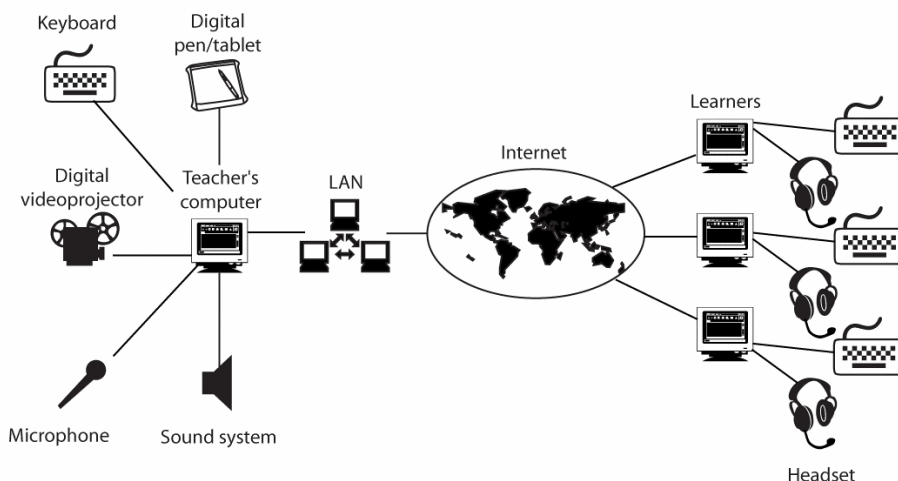 Keyboard
Digital
pen/tablet
Learners
Internet
Digital
videoprojector
Teacher's
computer
LAN
Microphone
Sound system
Headset